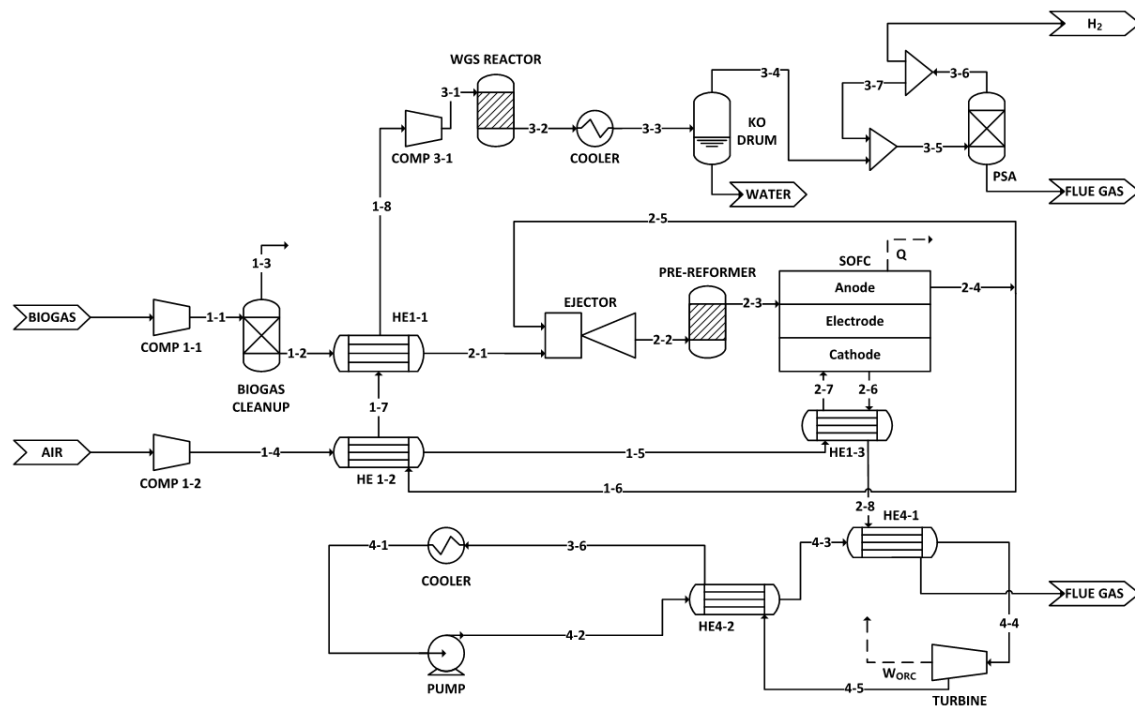 H2
WGS REACTOR
3-1
3-4
3-7
3-6
3-2
3-3
3-5
COMP 3-1
COOLER
KO
DRUM
PSA
WATER
FLUE GAS
1-8
2-5
1-3
SOFC
Q
PRE-REFORMER
EJECTOR
2-3
Anode
2-4
BIOGAS
1-1
HE1-1
Electrode
COMP 1-1
1-2
2-1
2-2
Cathode
BIOGAS
CLEANUP
1-7
2-7
2-6
AIR
1-4
1-5
COMP 1-2
HE 1-2
HE1-3
1-6
2-8
HE4-1
4-1
3-6
4-3
COOLER
FLUE GAS
HE4-2
4-4
4-2
WORC
PUMP
4-5
TURBINE